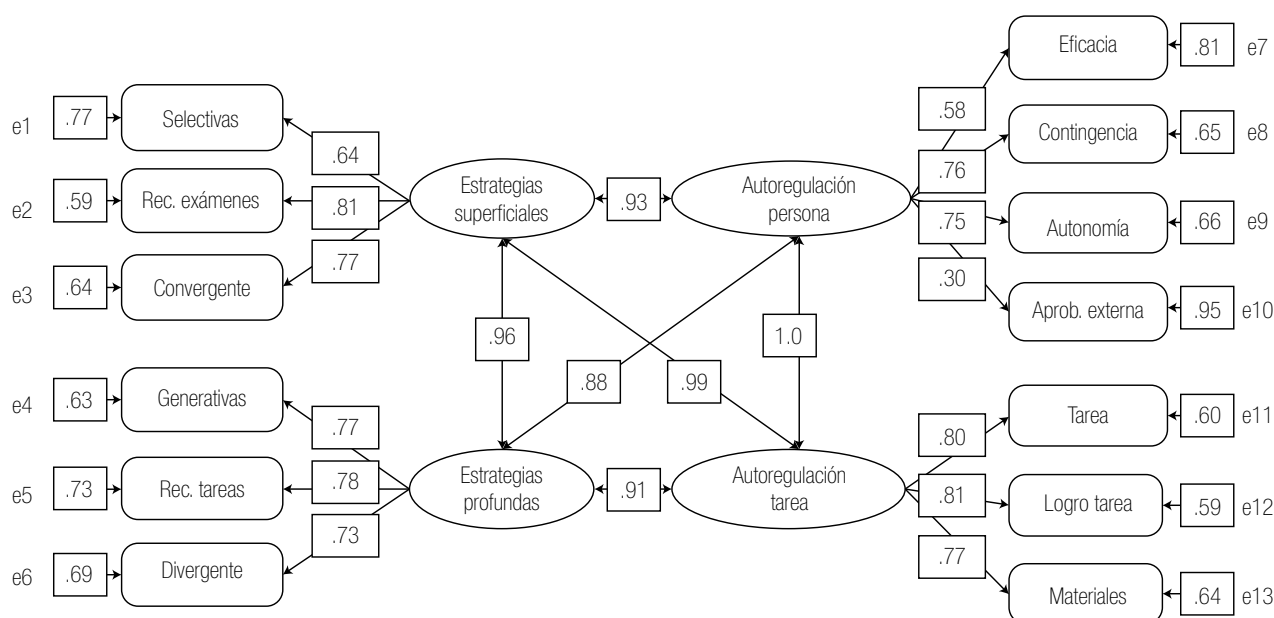 Eficacia
.81
e7
.77
e1
Selectivas
.58
.64
Contingencia
.65
e8
.76
Estrategias
superficiales
.93
Autoregulación
persona
.59
e2
Rec. exámenes
.81
.75
Autonomía
.66
e9
.77
.64
e3
Convergente
.30
Aprob. externa
.95
e10
.96
1.0
.88
.99
.63
e4
Generativas
.77
.80
Tarea
.60
e11
.73
e5
Rec. tareas
.78
Estrategias
profundas
.91
Autoregulación
tarea
.81
Logro tarea
.59
e12
.73
.77
.69
e6
Divergente
Materiales
.64
e13